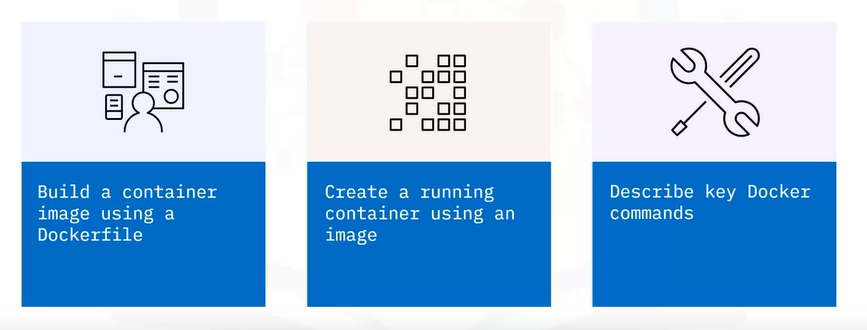 Build a container
image using a
Dockerfile
Create a running
container using an
image
Describe key Docker
commands